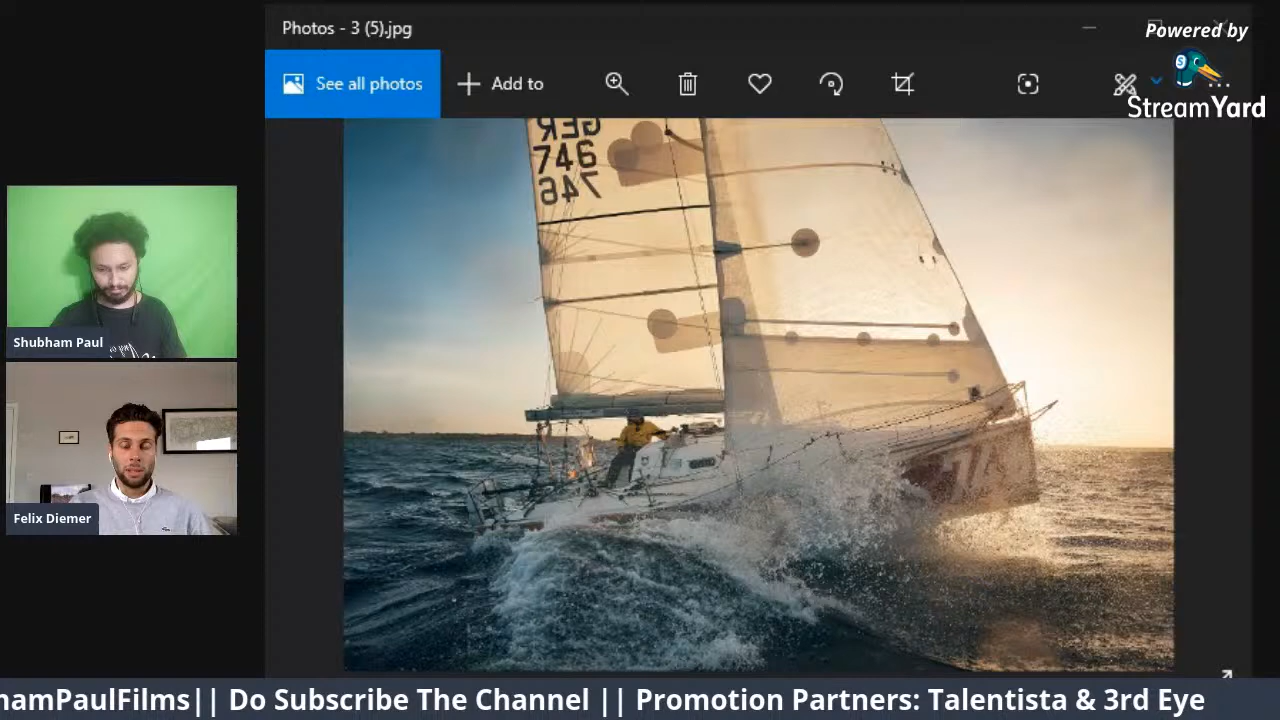 Photos - 3 (5).jpg
Powered by
StreamYard
See all photos
Add to
GER
746
746
Shubham Paul
Felix Diemer
hamPaulFilms|| Do Subscribe The Channel || Promotion Partners: Talentista & 3rd Eye